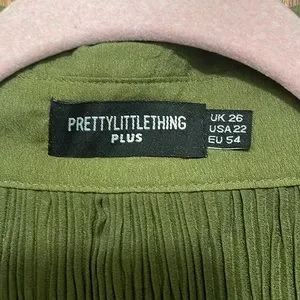 PRETTYLITTLETHING
PLUS
UK 26
USA 22
EU 54